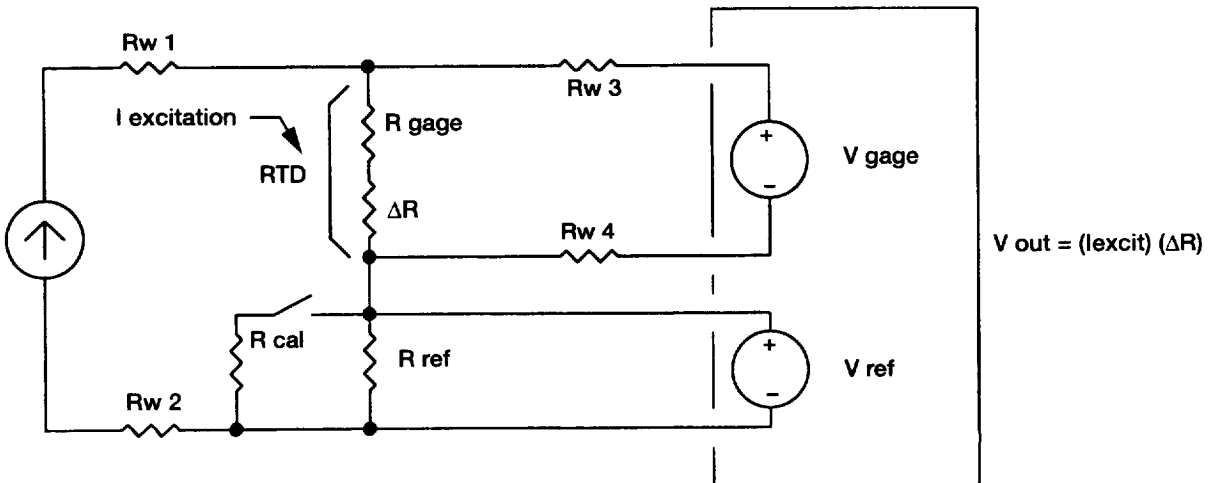 Rw 1
Rw 3
I excitation
R gage
RTD
ΔR
+
V gage
-
Rw 4
V out = (Iexcit) (ΔR)
R cal
R ref
+
V ref
-
Rw 2